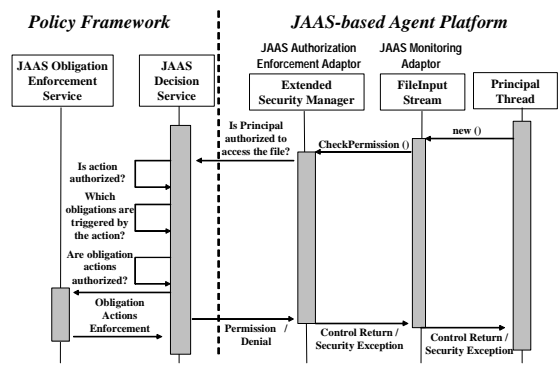 Policy Framework
JAAS-based Agent Platform
JAAS Authorization
Enforcement Adaptor
JAAS Monitoring
Adaptor
JAAS Obligation
Enforcement
Service
JAAS
Decision
Service
Extended
Security Manager
FileInput
Stream
Principal
Thread
Is Principal
authorized to
access the file?
CheckPermission ()
new ()
Is action
authorized?
Which
obligations are
triggered by
the action?
Are obligation
actions
authorized?
Obligation
Actions
Enforcement
Permission /
Denial
Control Return /
Security Exception
Control Return /
Security Exception